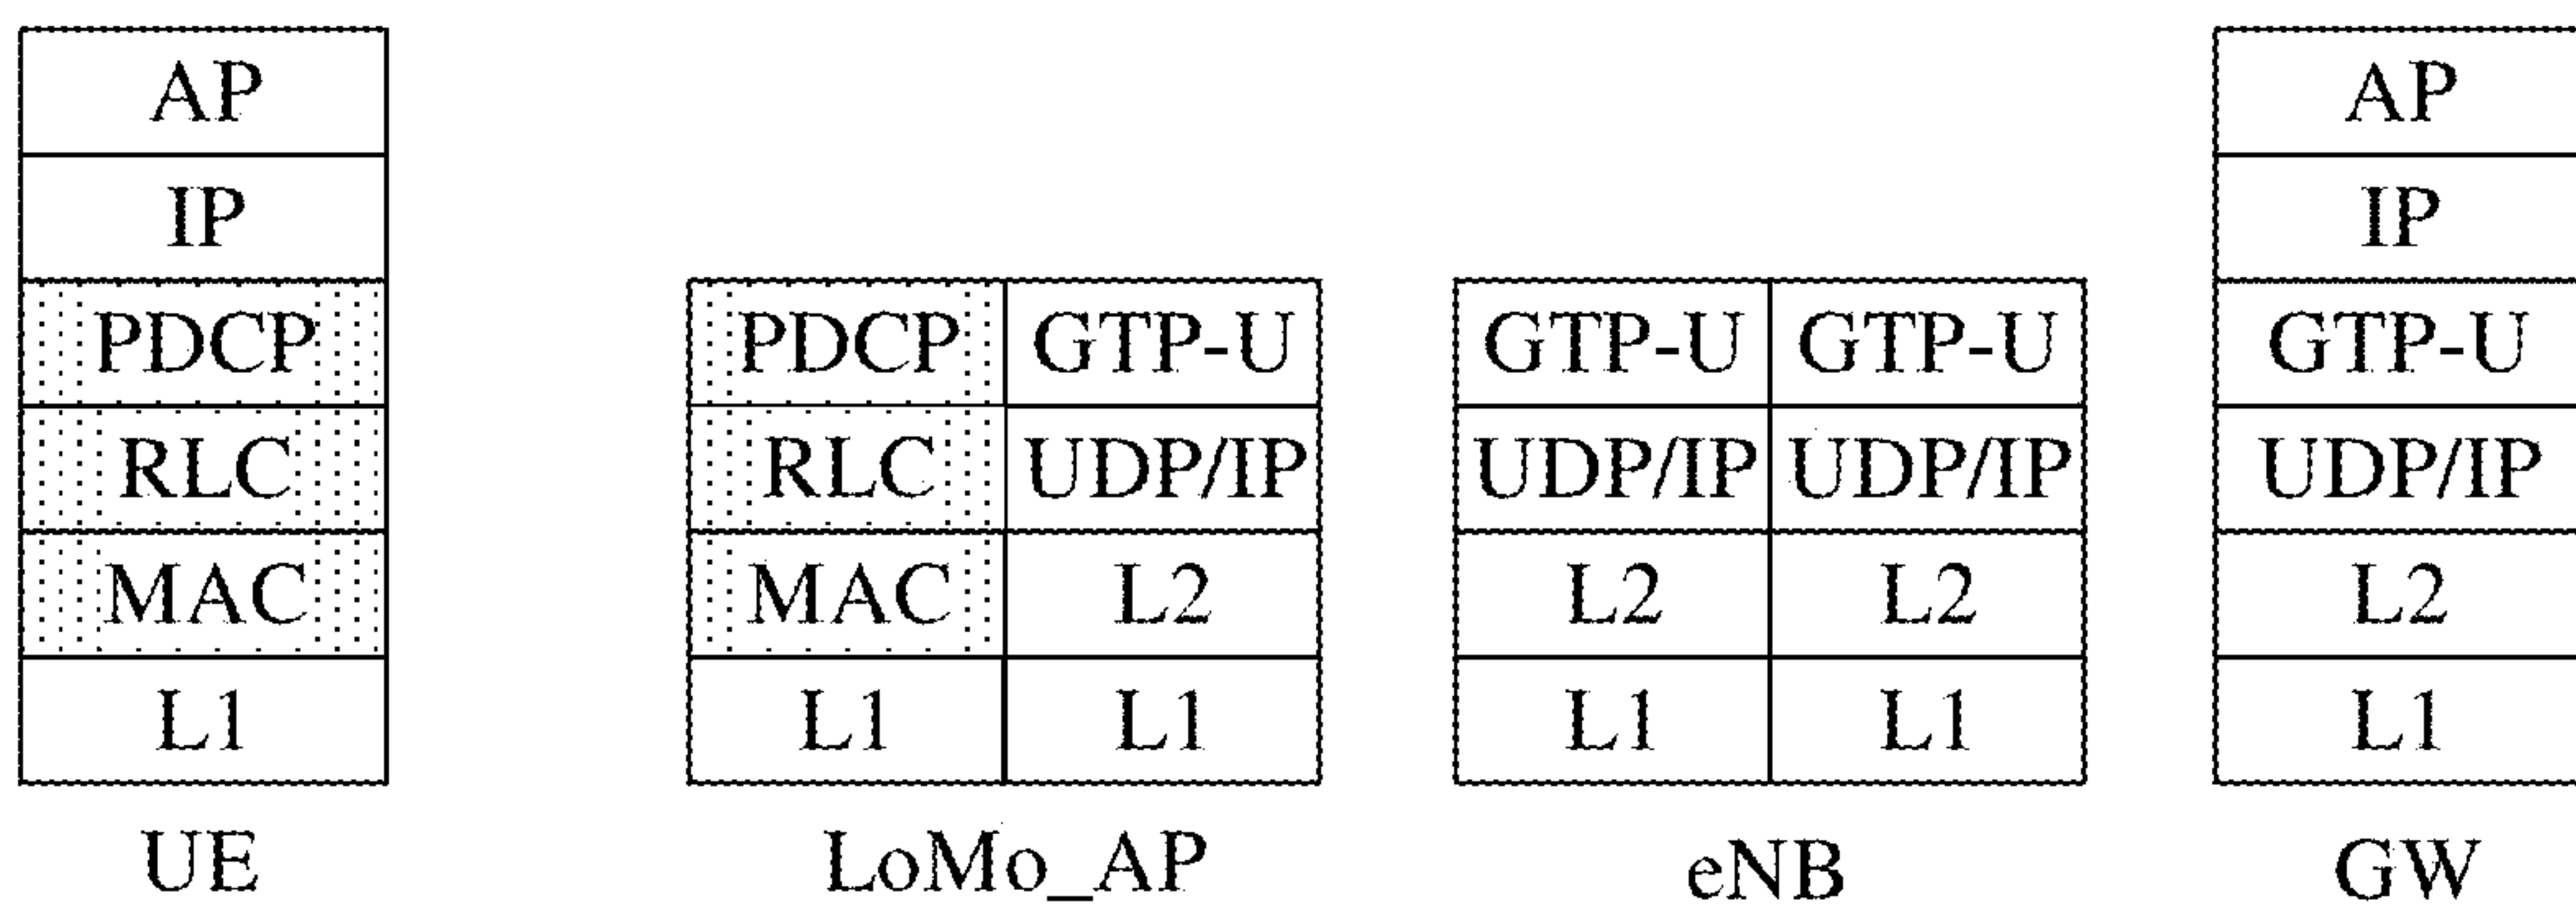 AP
IP
PDCP
RLC
MAC
L1
UE
PDCP GTP-U
RLC UDP/IP
MAC L2
L1 L1
LoMo_AP
GTP-U GTP-U
UDP/IP UDP/IP
L2 L2
L1 L1
eNB
AP
IP
GTP-U
UDP/IP
L2
L1
GW